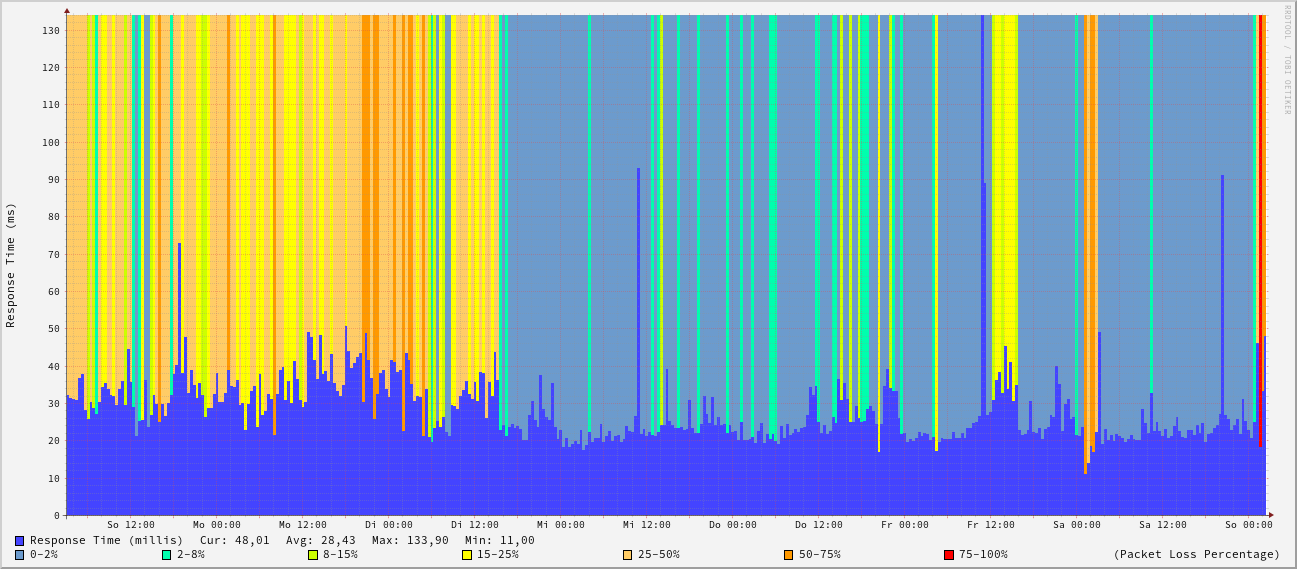 RRDTOOL / TOBI OETIKER
Response Time (ms)
130
120
110
100
90
80
70
60
50
40
30
20
10
0
So 12:00 Mo 00:00 Mo 12:00 Di 00:00 Di 12:00 Mi 00:00 Mi 12:00 Do 00:00 Do 12:00 Fr 00:00 Fr 12:00 Sa 00:00 Sa 12:00 So 00:00
Response Time (millis) Cur: 48,01 Avg: 28,43 Max: 133,90 Min: 11,00
0-2% 2-8% 8-15% 15-25% 25-50% 50-75% 75-100% (Packet Loss Percentage)